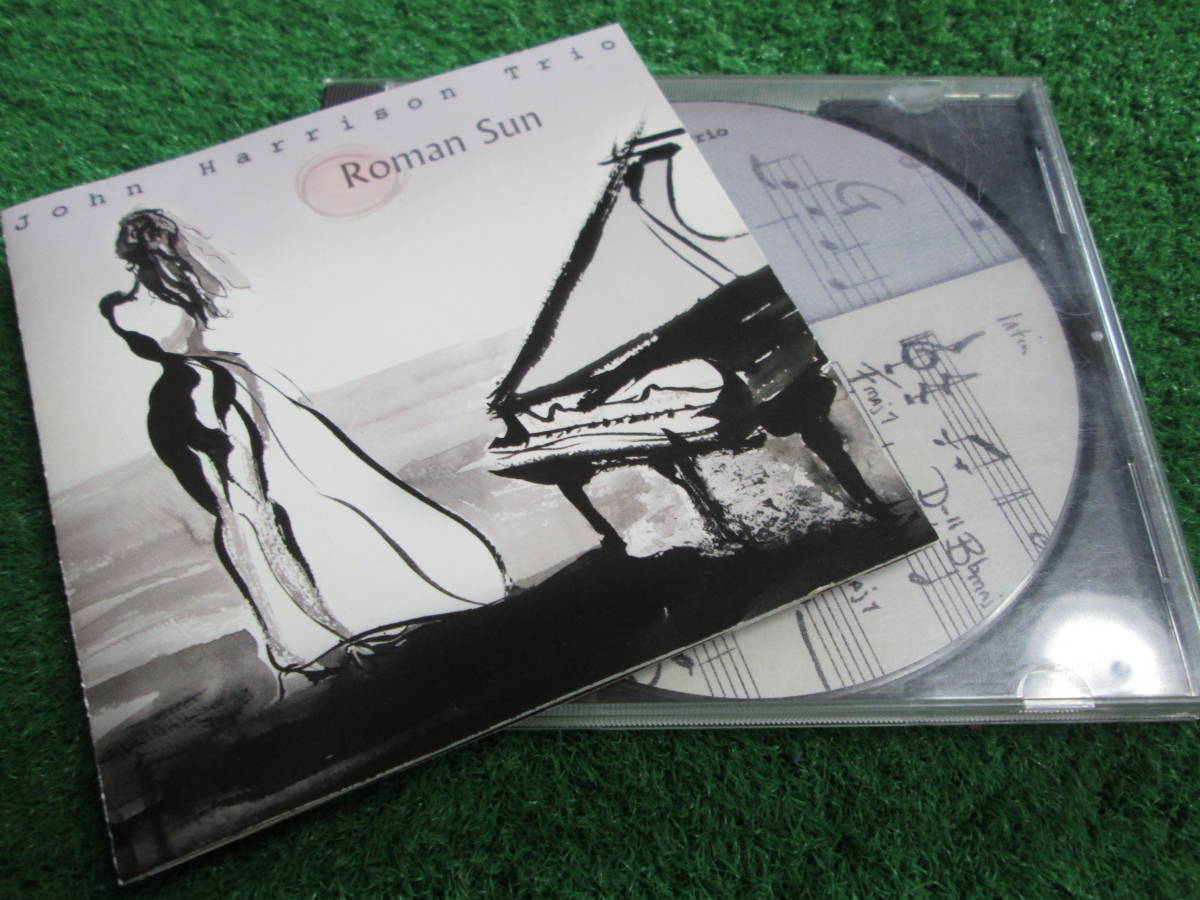 John Harrison Trio
Roman Sun
rio
latin
Fmaj7
D-11 Bbmaj
aj7